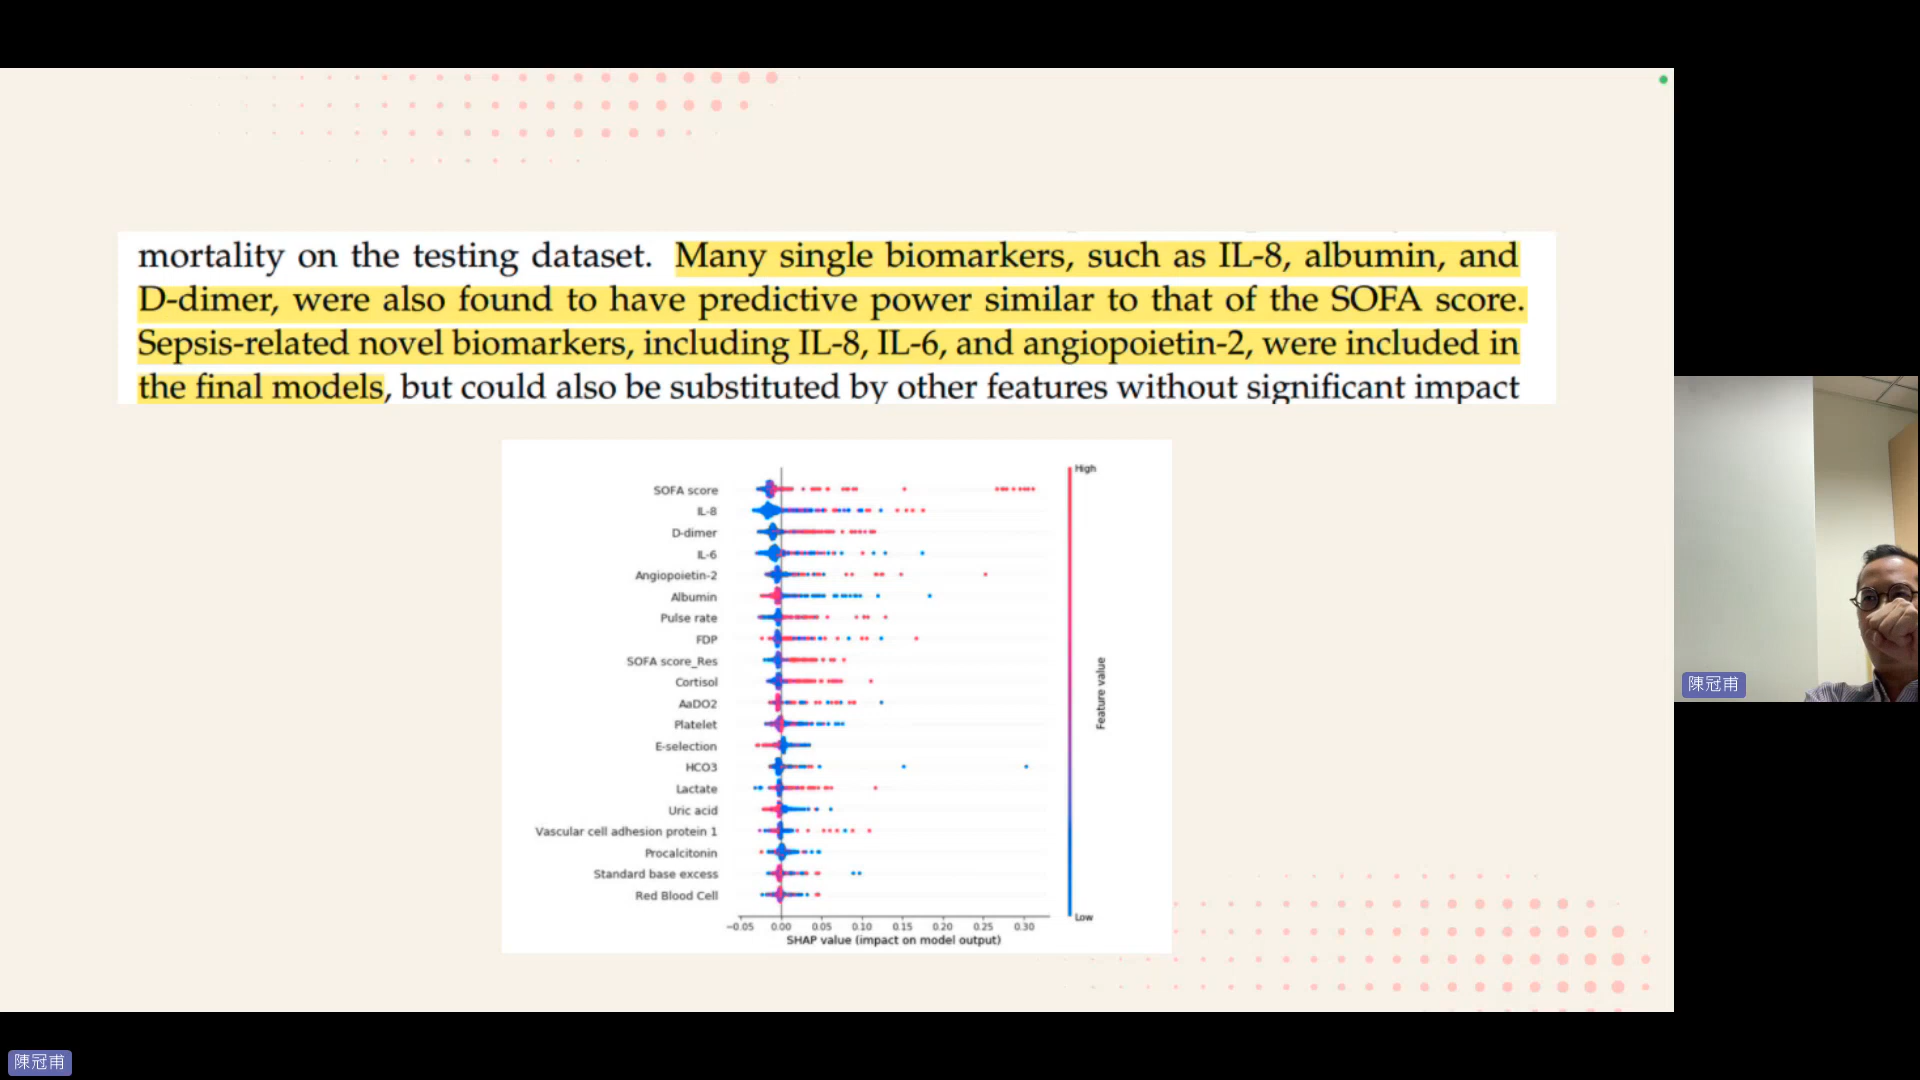 mortality on the testing dataset. Many single biomarkers, such as IL-8, albumin, and
D-dimer, were also found to have predictive power similar to that of the SOFA score.
Sepsis-related novel biomarkers, including IL-8, IL-6, and angiopoietin-2, were included in
the final models, but could also be substituted by other features without significant impact
High
SOFA score
IL-8
D-dimer
IL-6
Angiopoietin-2
Albumin
Pulse rate
FDP
SOFA score_Res
Cortisol
AaDO2
Platelet
E-selection
HCO3
Lactate
Uric acid
Vascular cell adhesion protein 1
Procalcitonin
Standard base excess
Red Blood Cell
Feature value
Low
−0.05 0.00 0.05 0.10 0.15 0.20 0.25 0.30
SHAP value (impact on model output)
陳冠甫
陳冠甫